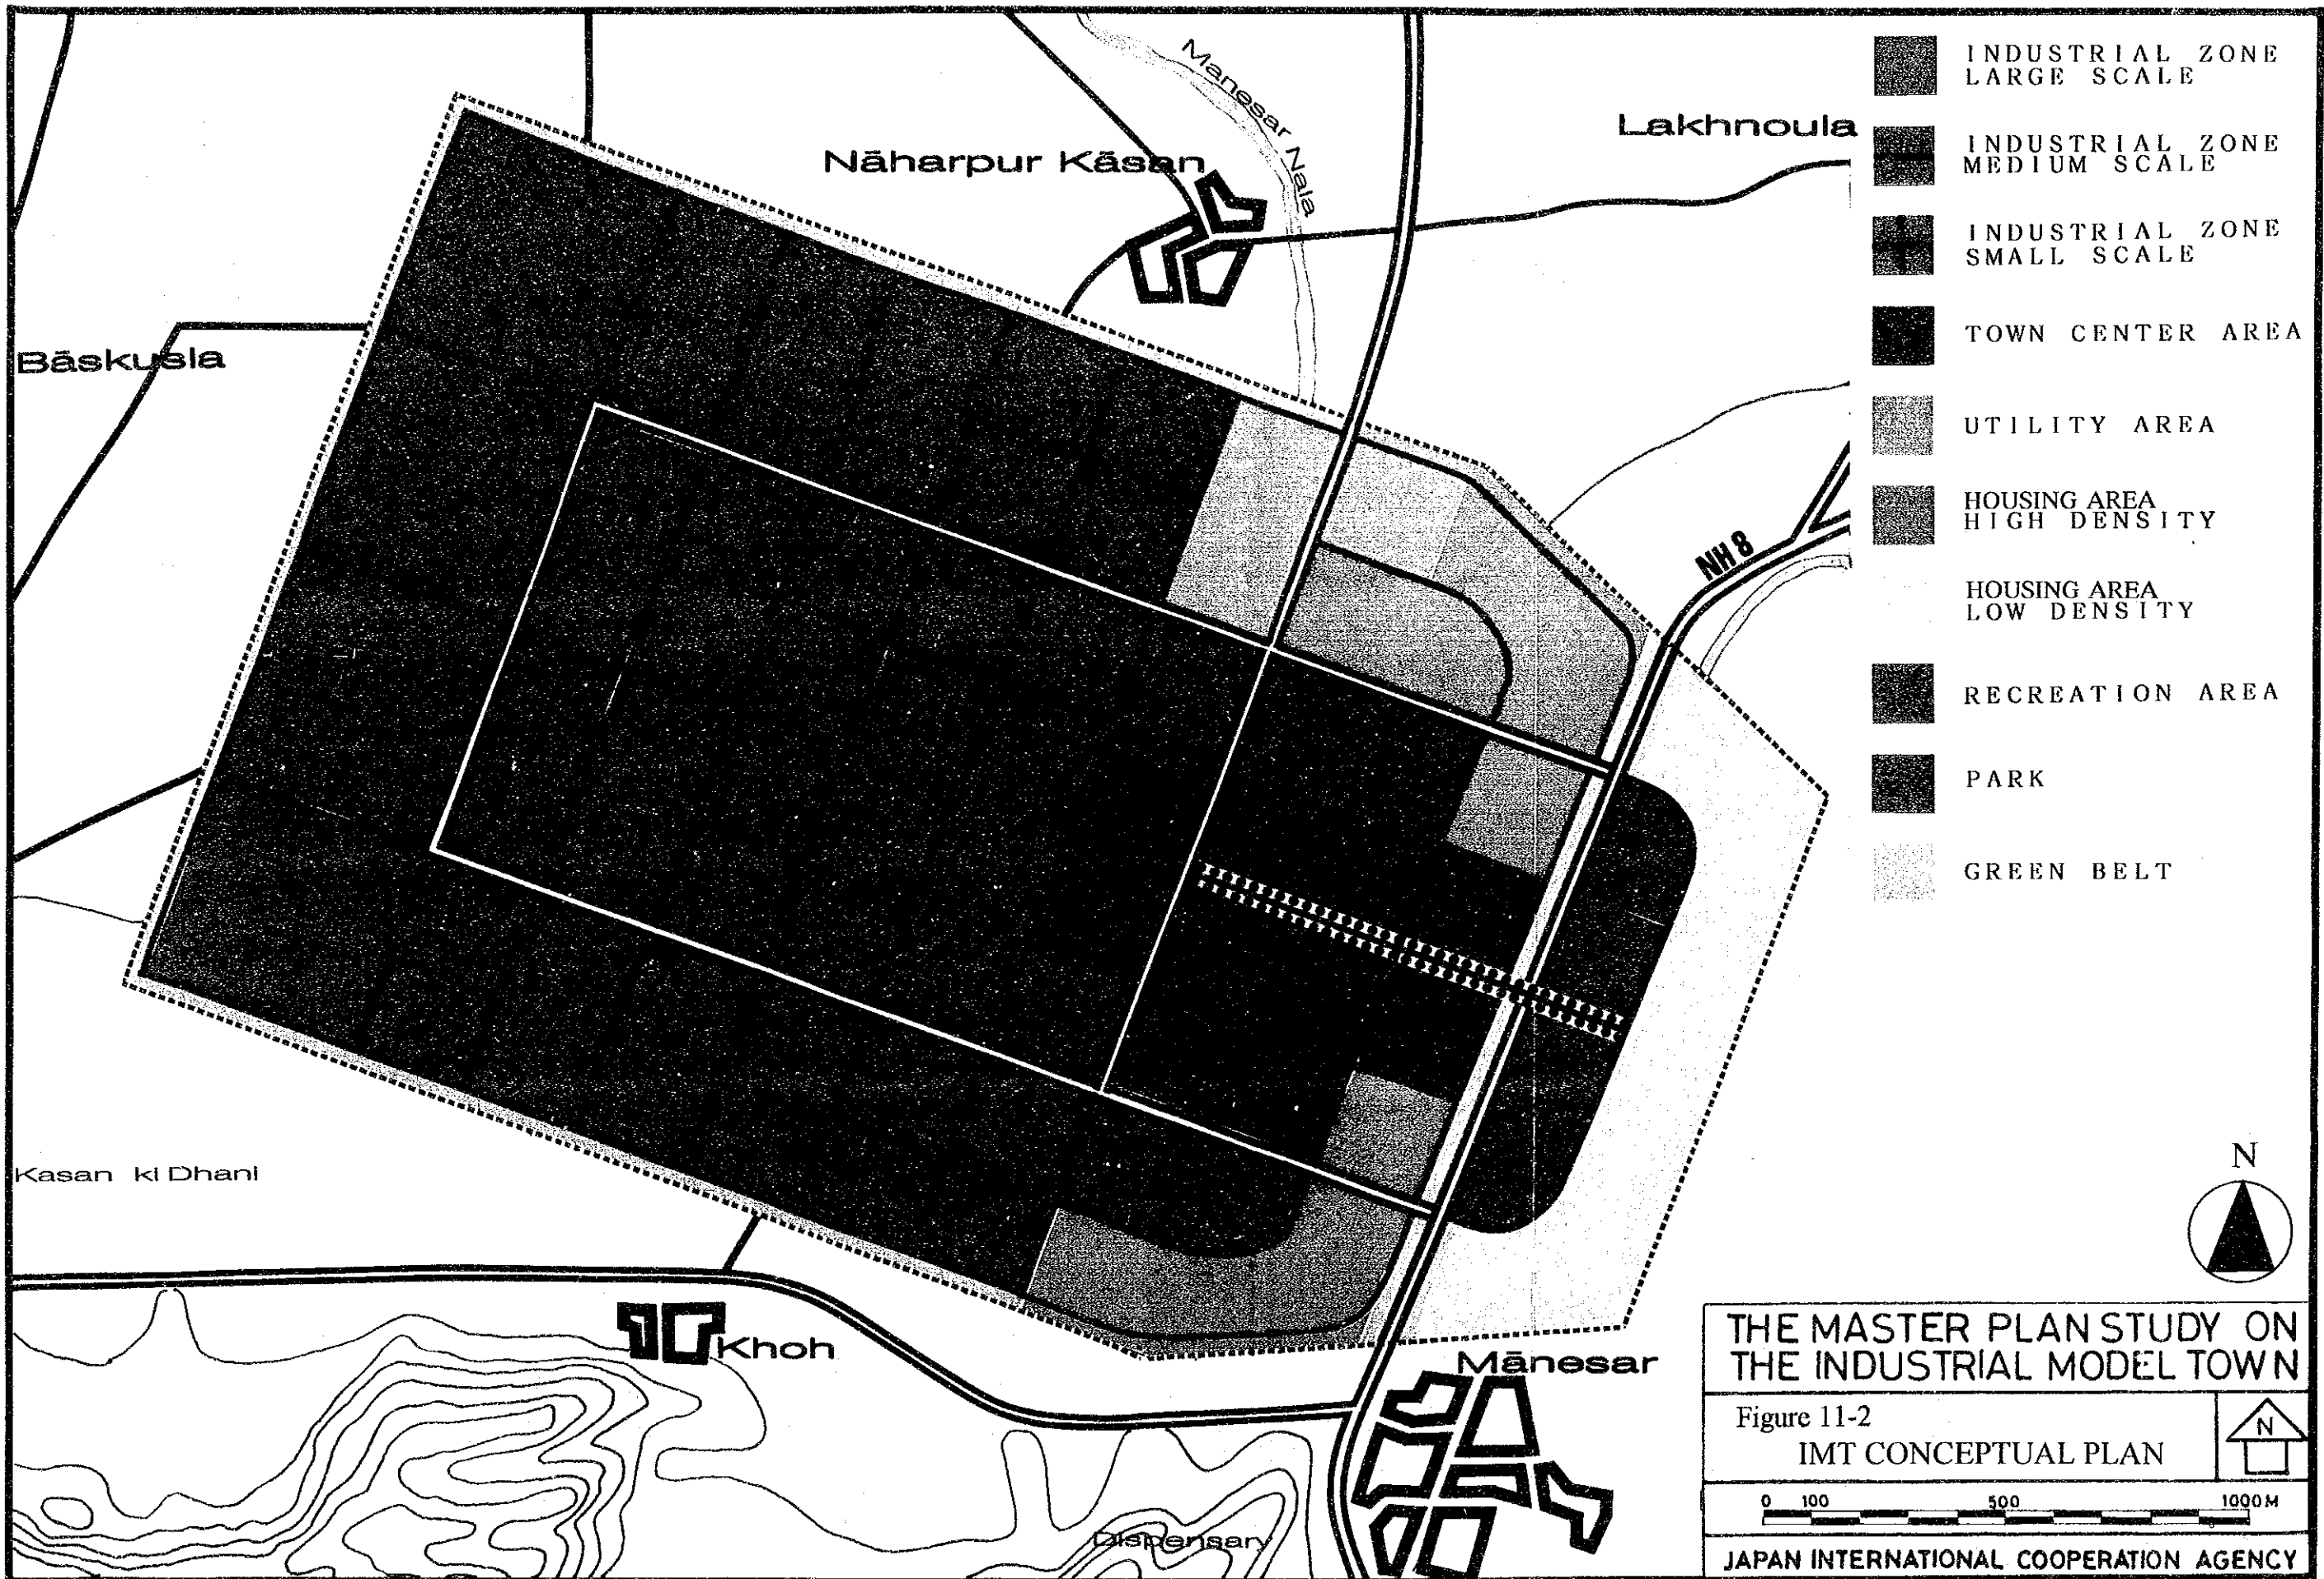 Manesar Nala
Lakhnoula
Nāharpur Kāsan
Bāskusla
NH 8
Kasan ki Dhani
Khoh
Mānesar
Dispensary
INDUSTRIAL ZONE
LARGE SCALE
INDUSTRIAL ZONE
MEDIUM SCALE
INDUSTRIAL ZONE
SMALL SCALE
TOWN CENTER AREA
UTILITY AREA
HOUSING AREA
HIGH DENSITY
HOUSING AREA
LOW DENSITY
RECREATION AREA
PARK
GREEN BELT
N
THE MASTER PLAN STUDY ON
THE INDUSTRIAL MODEL TOWN
Figure 11-2
IMT CONCEPTUAL PLAN
N
0 100 500 1000M
JAPAN INTERNATIONAL COOPERATION AGENCY